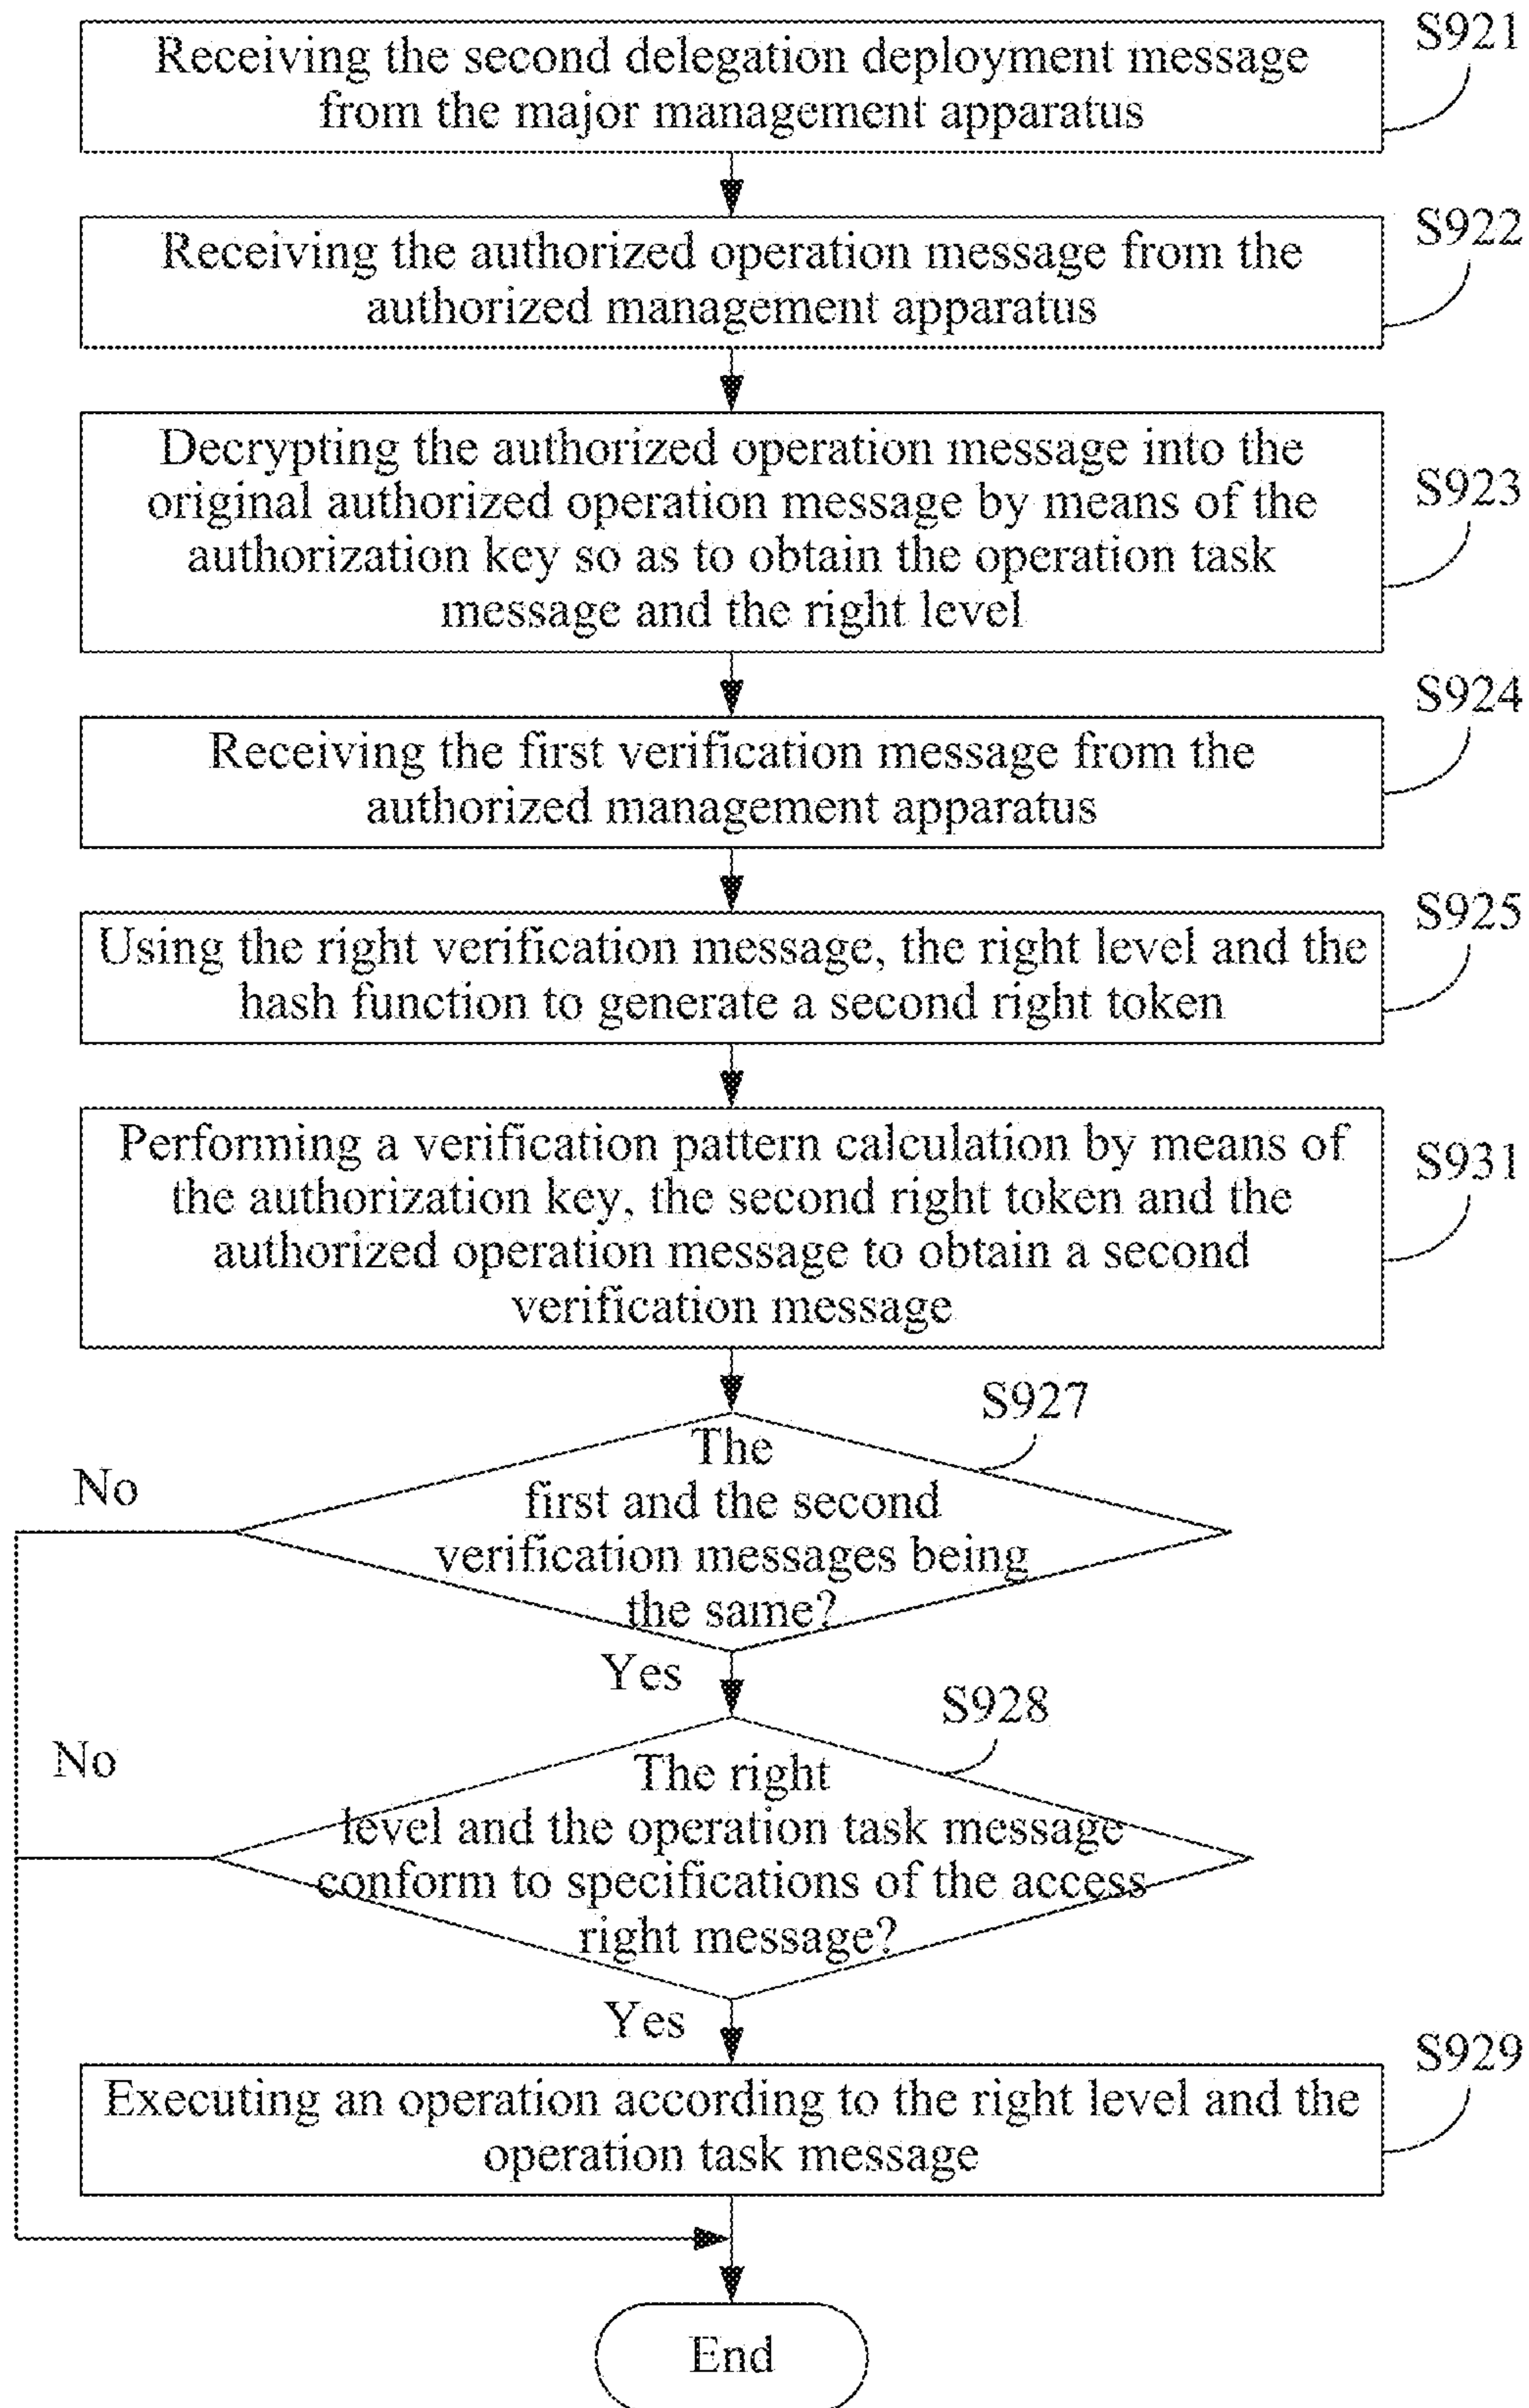 S921
Receiving the second delegation deployment message
from the major management apparatus
S922
Receiving the authorized operation message from the
authorized management apparatus
Decrypting the authorized operation message into the
original authorized operation message by means of the
S923
authorization key so as to obtain the operation task
message and the right level
S924
Receiving the first verification message from the
authorized management apparatus
S925
Using the right verification message, the right level and the
hash function to generate a second right token
Performing a verification pattern calculation by means of
S931
the authorization key, the second right token and the
authorized operation message to obtain a second
verification message
S927
The
No
first and the second
verification messages being
the same?
Yes
S928
No
The right
level and the operation task message
conform to specifications of the access
right message?
Yes
S929
Executing an operation according to the right level and the
operation task message
End